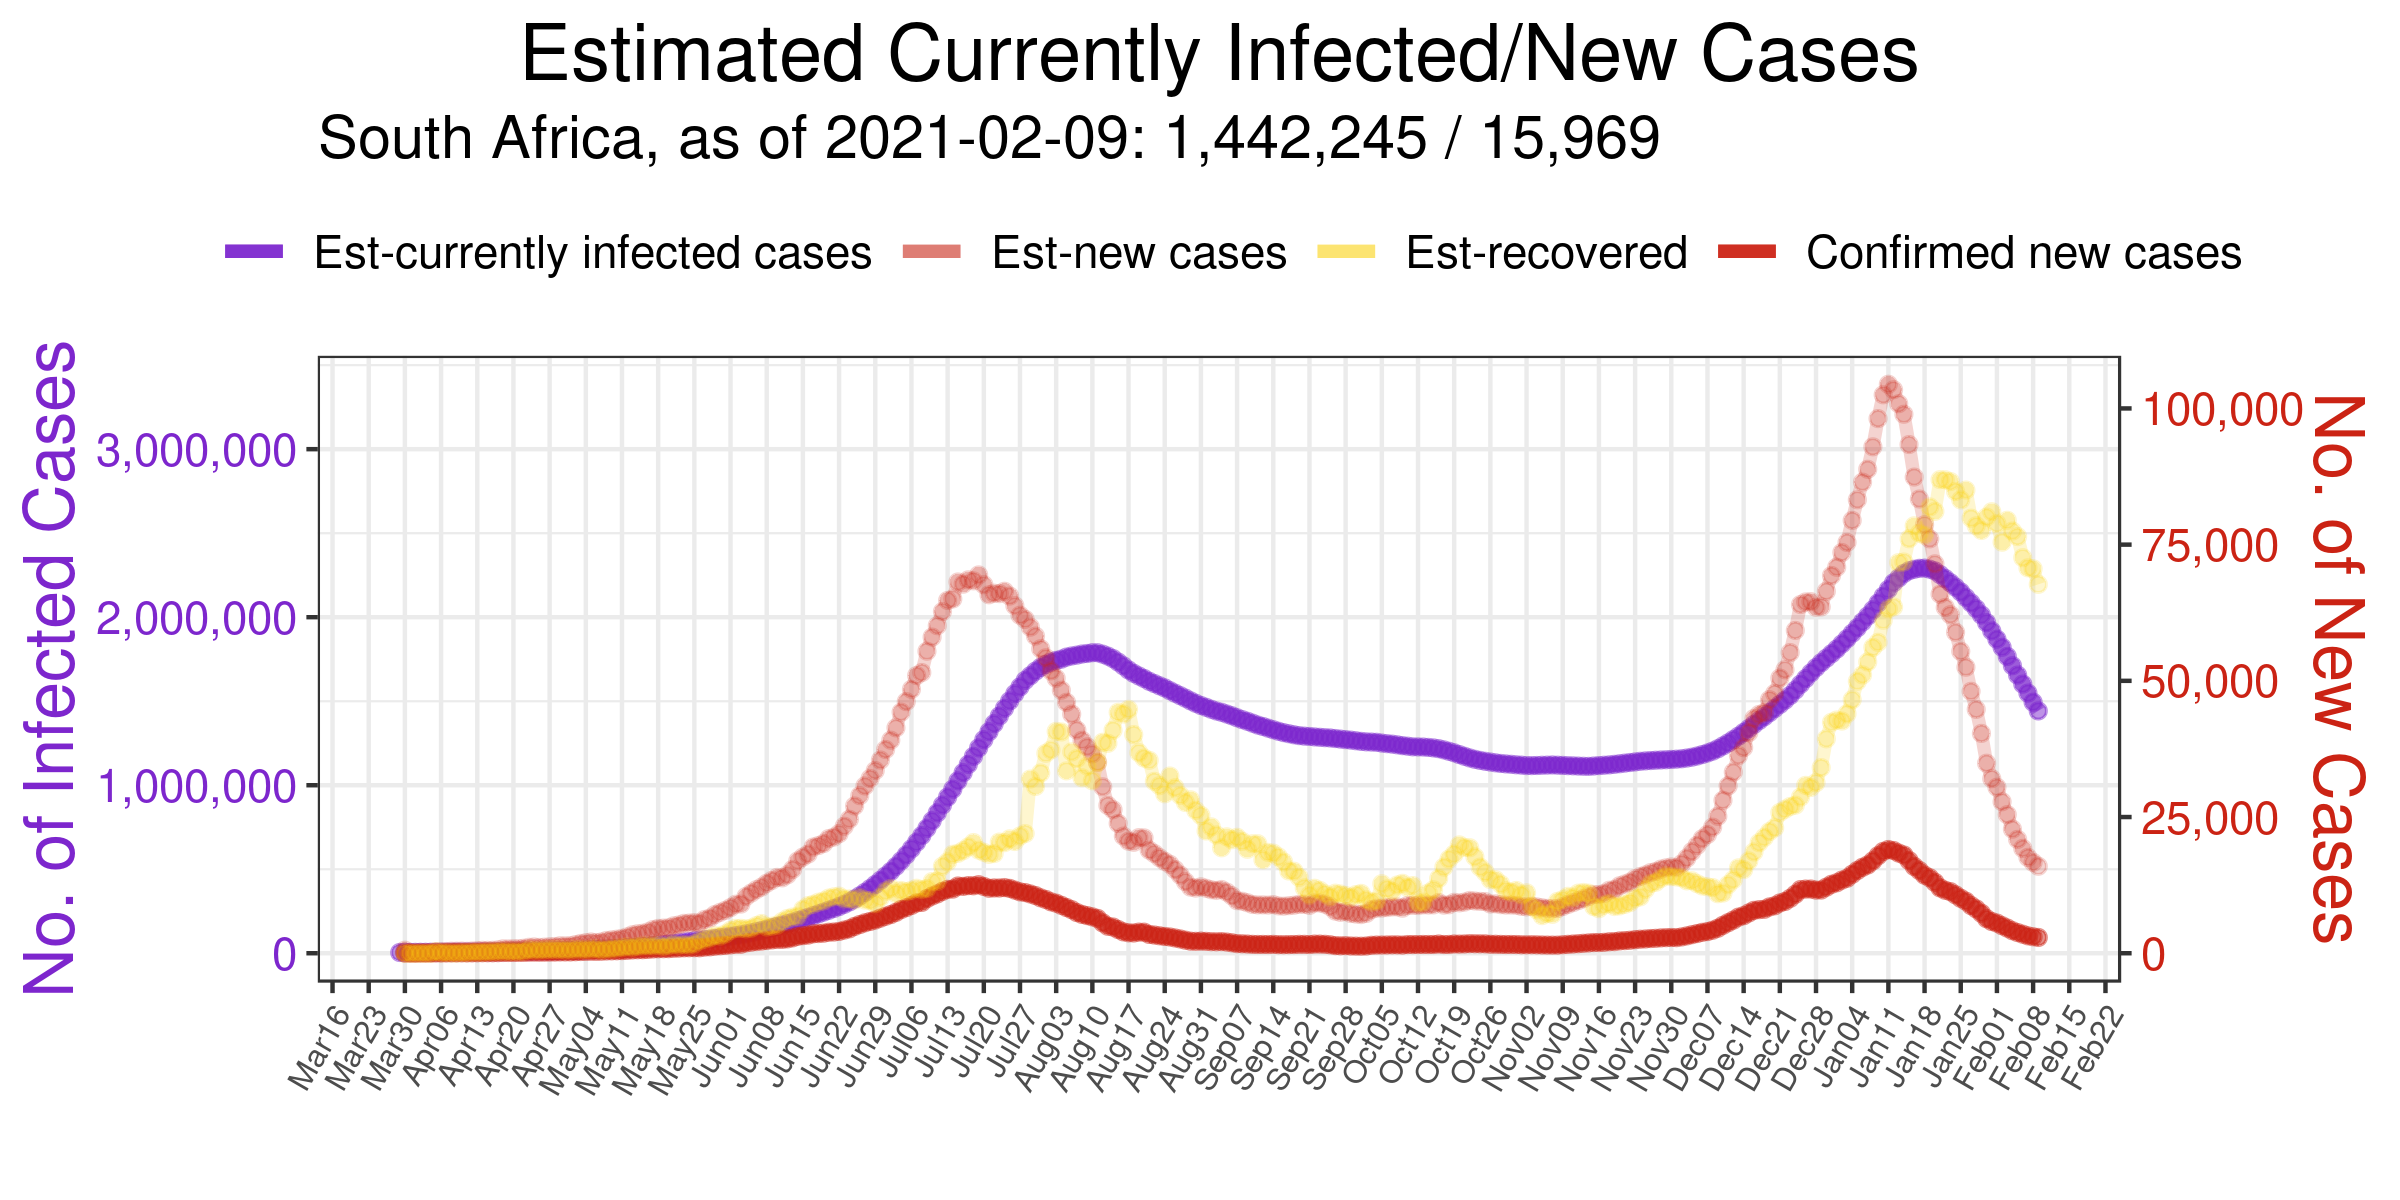 Estimated Currently Infected/New Cases
South Africa, as of 2021-02-09: 1,442,245 / 15,969
Est-currently infected cases Est-new cases Est-recovered Confirmed new cases
No. of Infected Cases
3,000,000
2,000,000
1,000,000
0
100,000
75,000
50,000
25,000
0
No. of New Cases
Mar16 Mar23 Mar30 Apr06 Apr13 Apr20 Apr27 May04 May11 May18 May25 Jun01 Jun08 Jun15 Jun22 Jun29 Jul06 Jul13 Jul20 Jul27 Aug03 Aug10 Aug17 Aug24 Aug31 Sep07 Sep14 Sep21 Sep28 Oct05 Oct12 Oct19 Oct26 Nov02 Nov09 Nov16 Nov23 Nov30 Dec07 Dec14 Dec21 Dec28 Jan04 Jan11 Jan18 Jan25 Feb01 Feb08 Feb15 Feb22